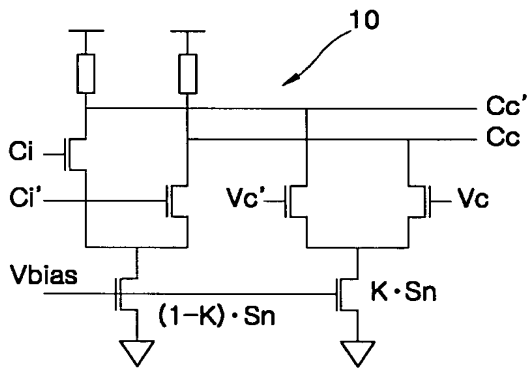 10
Cc'
Cc
Ci
Ci'
Vc'
Vc
Vbias
(1-K)·Sn
K·Sn